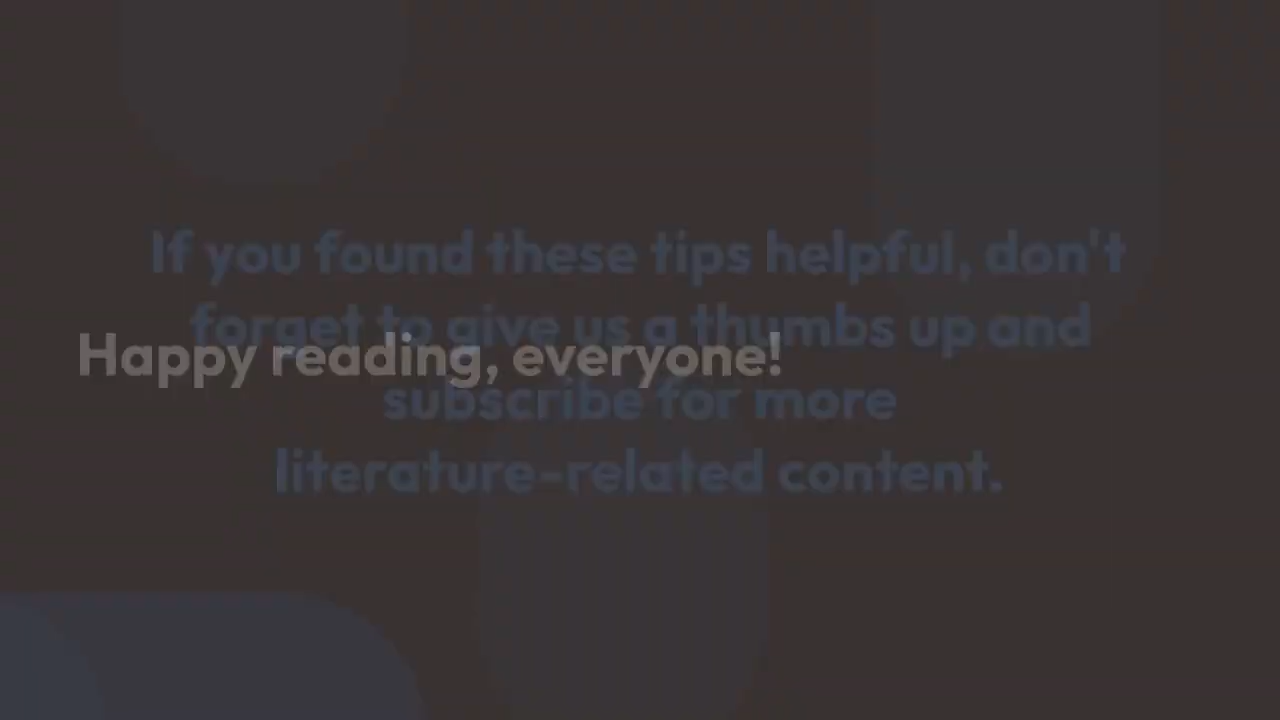 If you found these tips helpful, don't
forget to give us a thumbs up and
Happy reading, everyone!
subscribe for more
literature-related content.